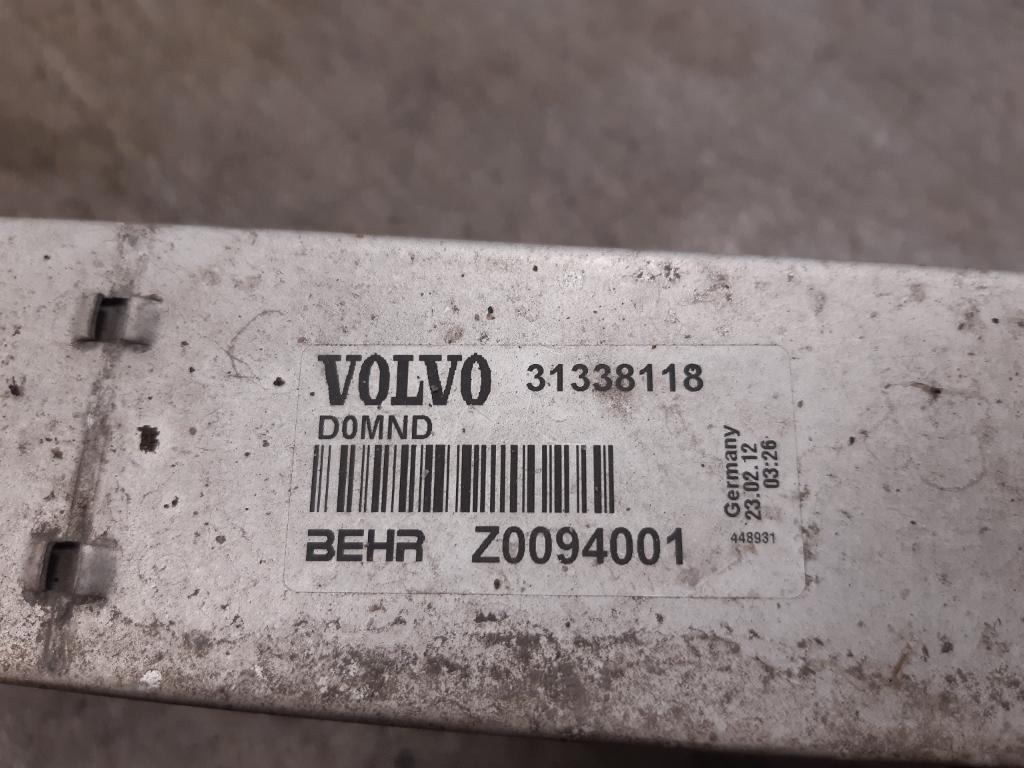 VOLVO 31338118
D0MND
BEHR Z0094001
Germany
23.02.12
03:26
448931